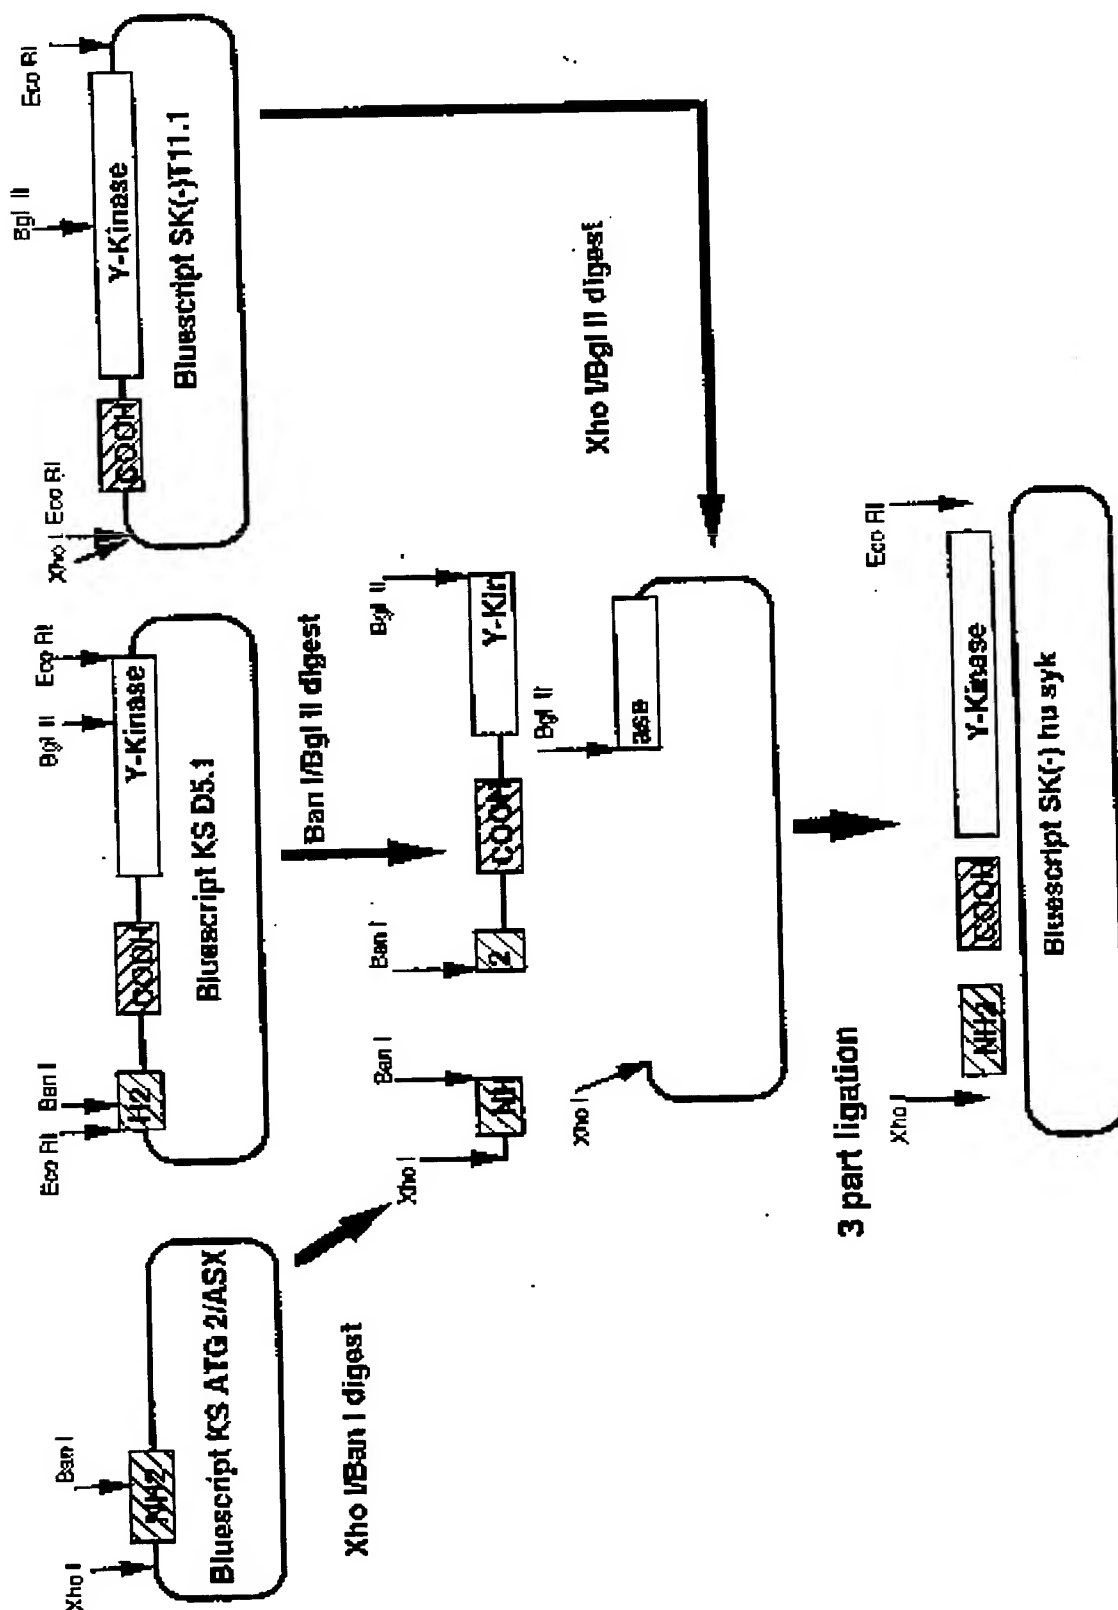 Xho I
Ban I
NH2
Bluescript KS ATG 2/ASX
Eco RI
Ban I
H2
COOH
Bgl II
Eco RI
Y-Kinase
Bluescript KS D5.1
Xho I
Eco RI
COOH
Bgl II
Y-Kinase
Eco RI
Bluescript SK(-)T11.1
Xho I/Ban I digest
Ban I/Bgl II digest
Xho I/Bgl II digest
Xho I
NH
Ban I
Ban I
2
COOH
Y-Kin
Bgl II
Xho I
Bgl II
ase
3 part ligation
Xho I
NH2
COOH
Y-Kinase
Eco RI
Bluescript SK(-) hu syk